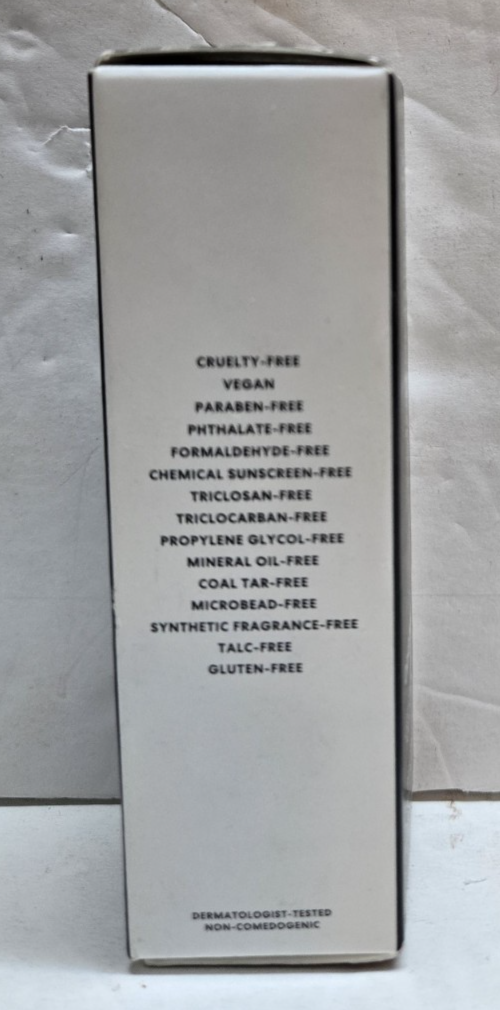 CRUELTY-FREE
VEGAN
PARABEN-FREE
PHTHALATE-FREE
FORMALDEHYDE-FREE
CHEMICAL SUNSCREEN-FREE
TRICLOSAN-FREE
TRICLOCARBAN-FREE
PROPYLENE GLYCOL-FREE
MINERAL OIL-FREE
COAL TAR-FREE
MICROBEAD-FREE
SYNTHETIC FRAGRANCE-FREE
TALC-FREE
GLUTEN-FREE
DERMATOLOGIST-TESTED
NON-COMEDOGENIC